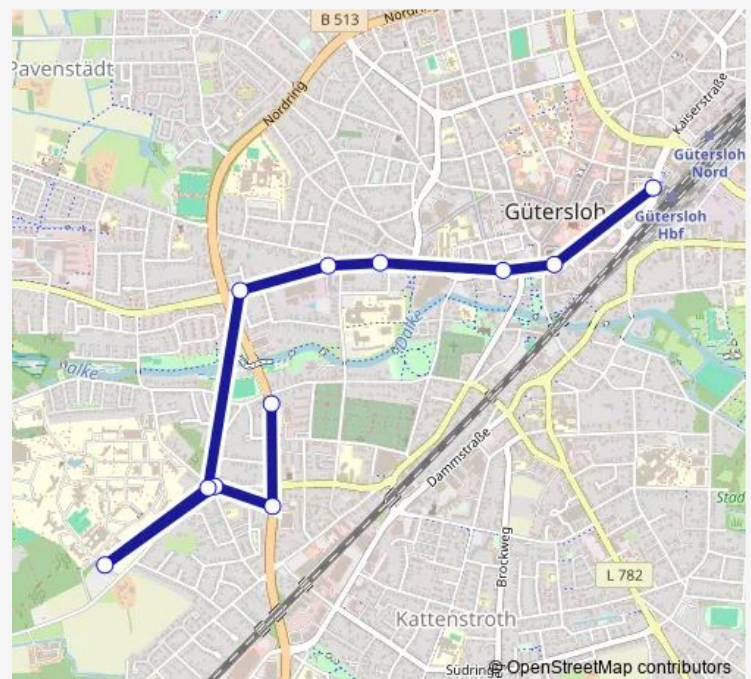 B 513
Nordring
Pavenstädt
Nordring
Kaiserstraße
Gütersloh
Nord
Gütersloh
Gütersloh
Hbf
Dalke
alke
Dammstraße
Stad
Brockweg
L 782
Kattenstroth
Südring
© OpenStreetMap contributors